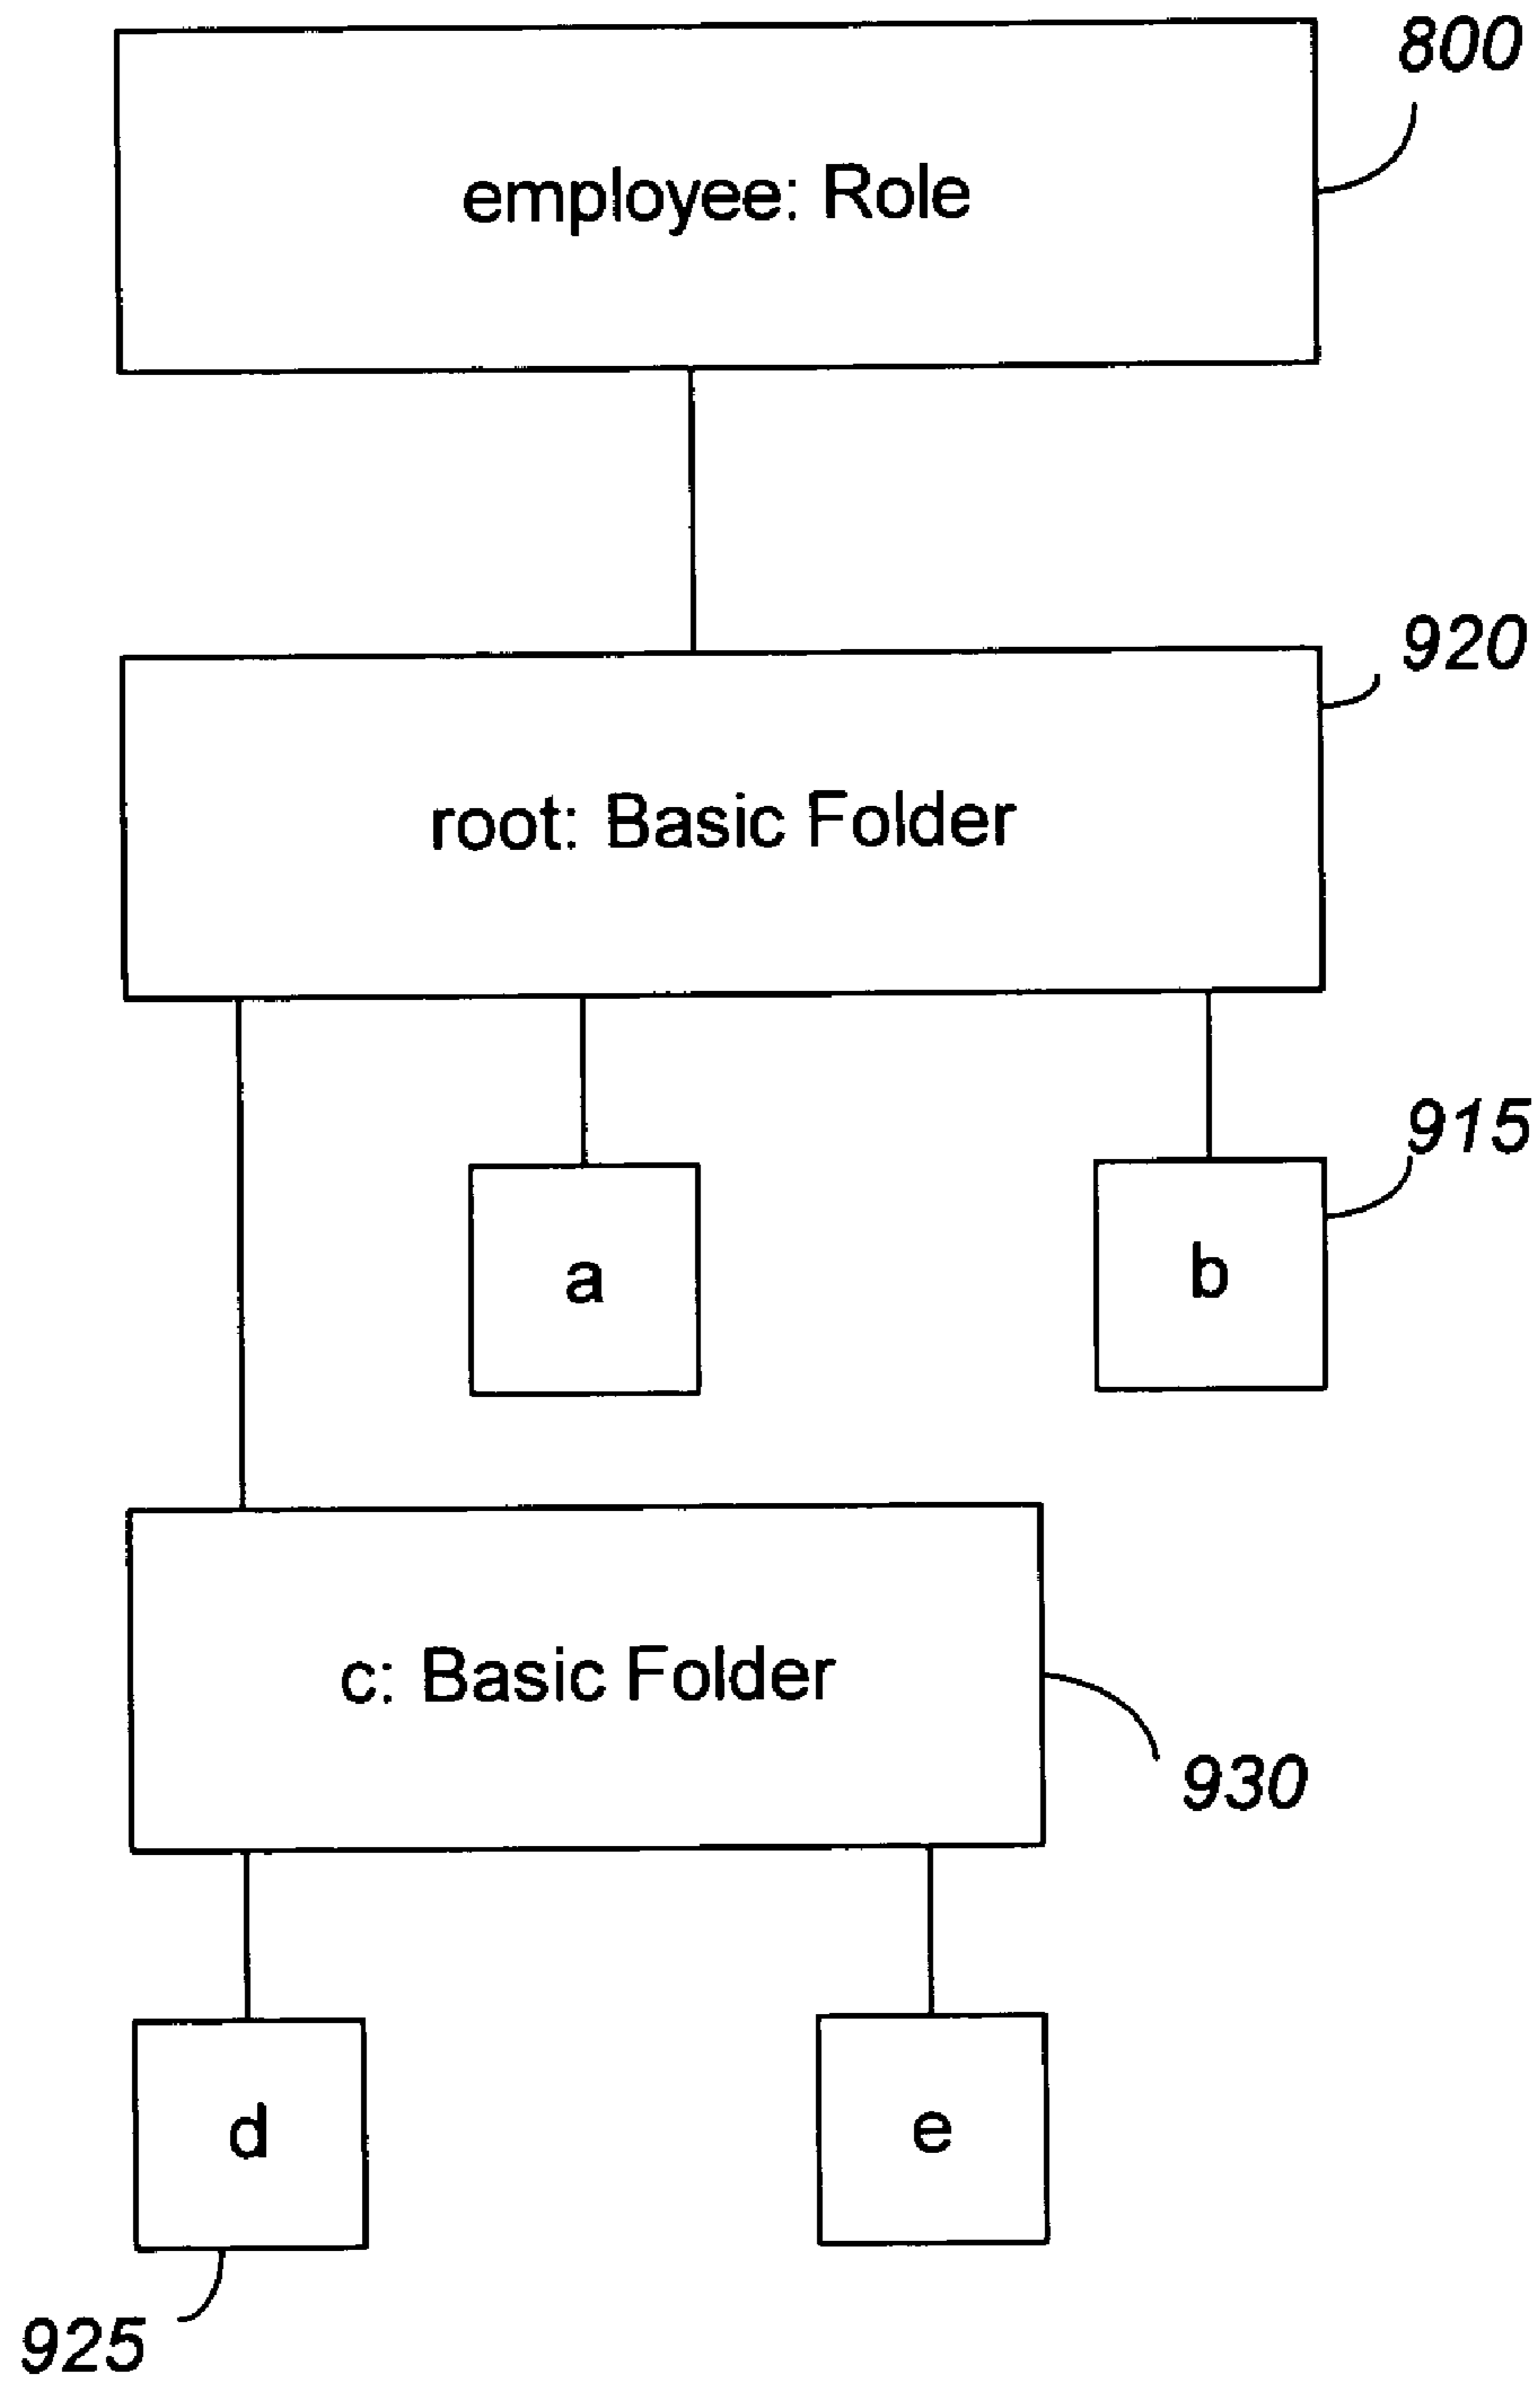 800
employee: Role
920
root: Basic Folder
915
a
b
c: Basic Folder
930
d
e
925